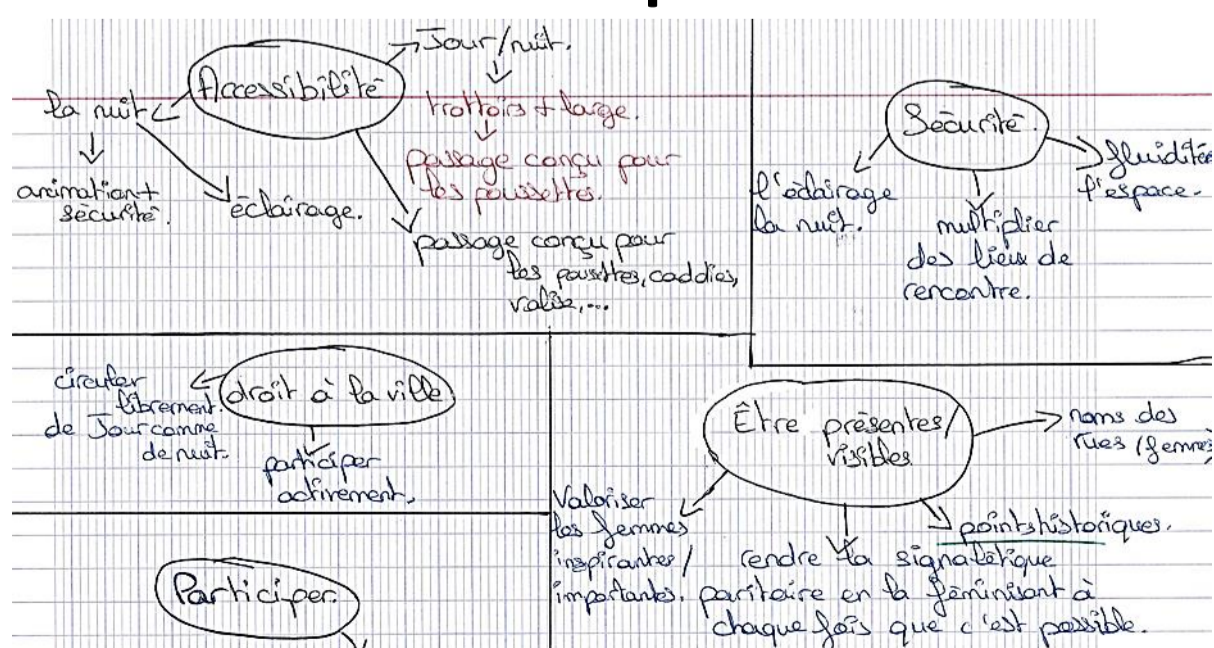 Accessibilité
Jour/nuit.
trottoirs + large.
passage conçu pour
les poussettes.
la nuit
animation +
sécurité.
éclairage.
passage conçu pour
les poussettes, caddies,
valise,...
Sécurité.
l'éclairage
la nuit.
multiplier
des lieux de
rencontre.
fluidités
l'espace.
droit à la ville
circuler
librement.
de Jour comme
de nuit.
participer
activement.
Être présentes/
visibles
noms des
rues (femmes)
points historiques.
Valoriser
les femmes
inspirantes/
importantes.
rendre la signalétique
paritaire en la féminisant à
chaque fois que c'est possible.
Participer.